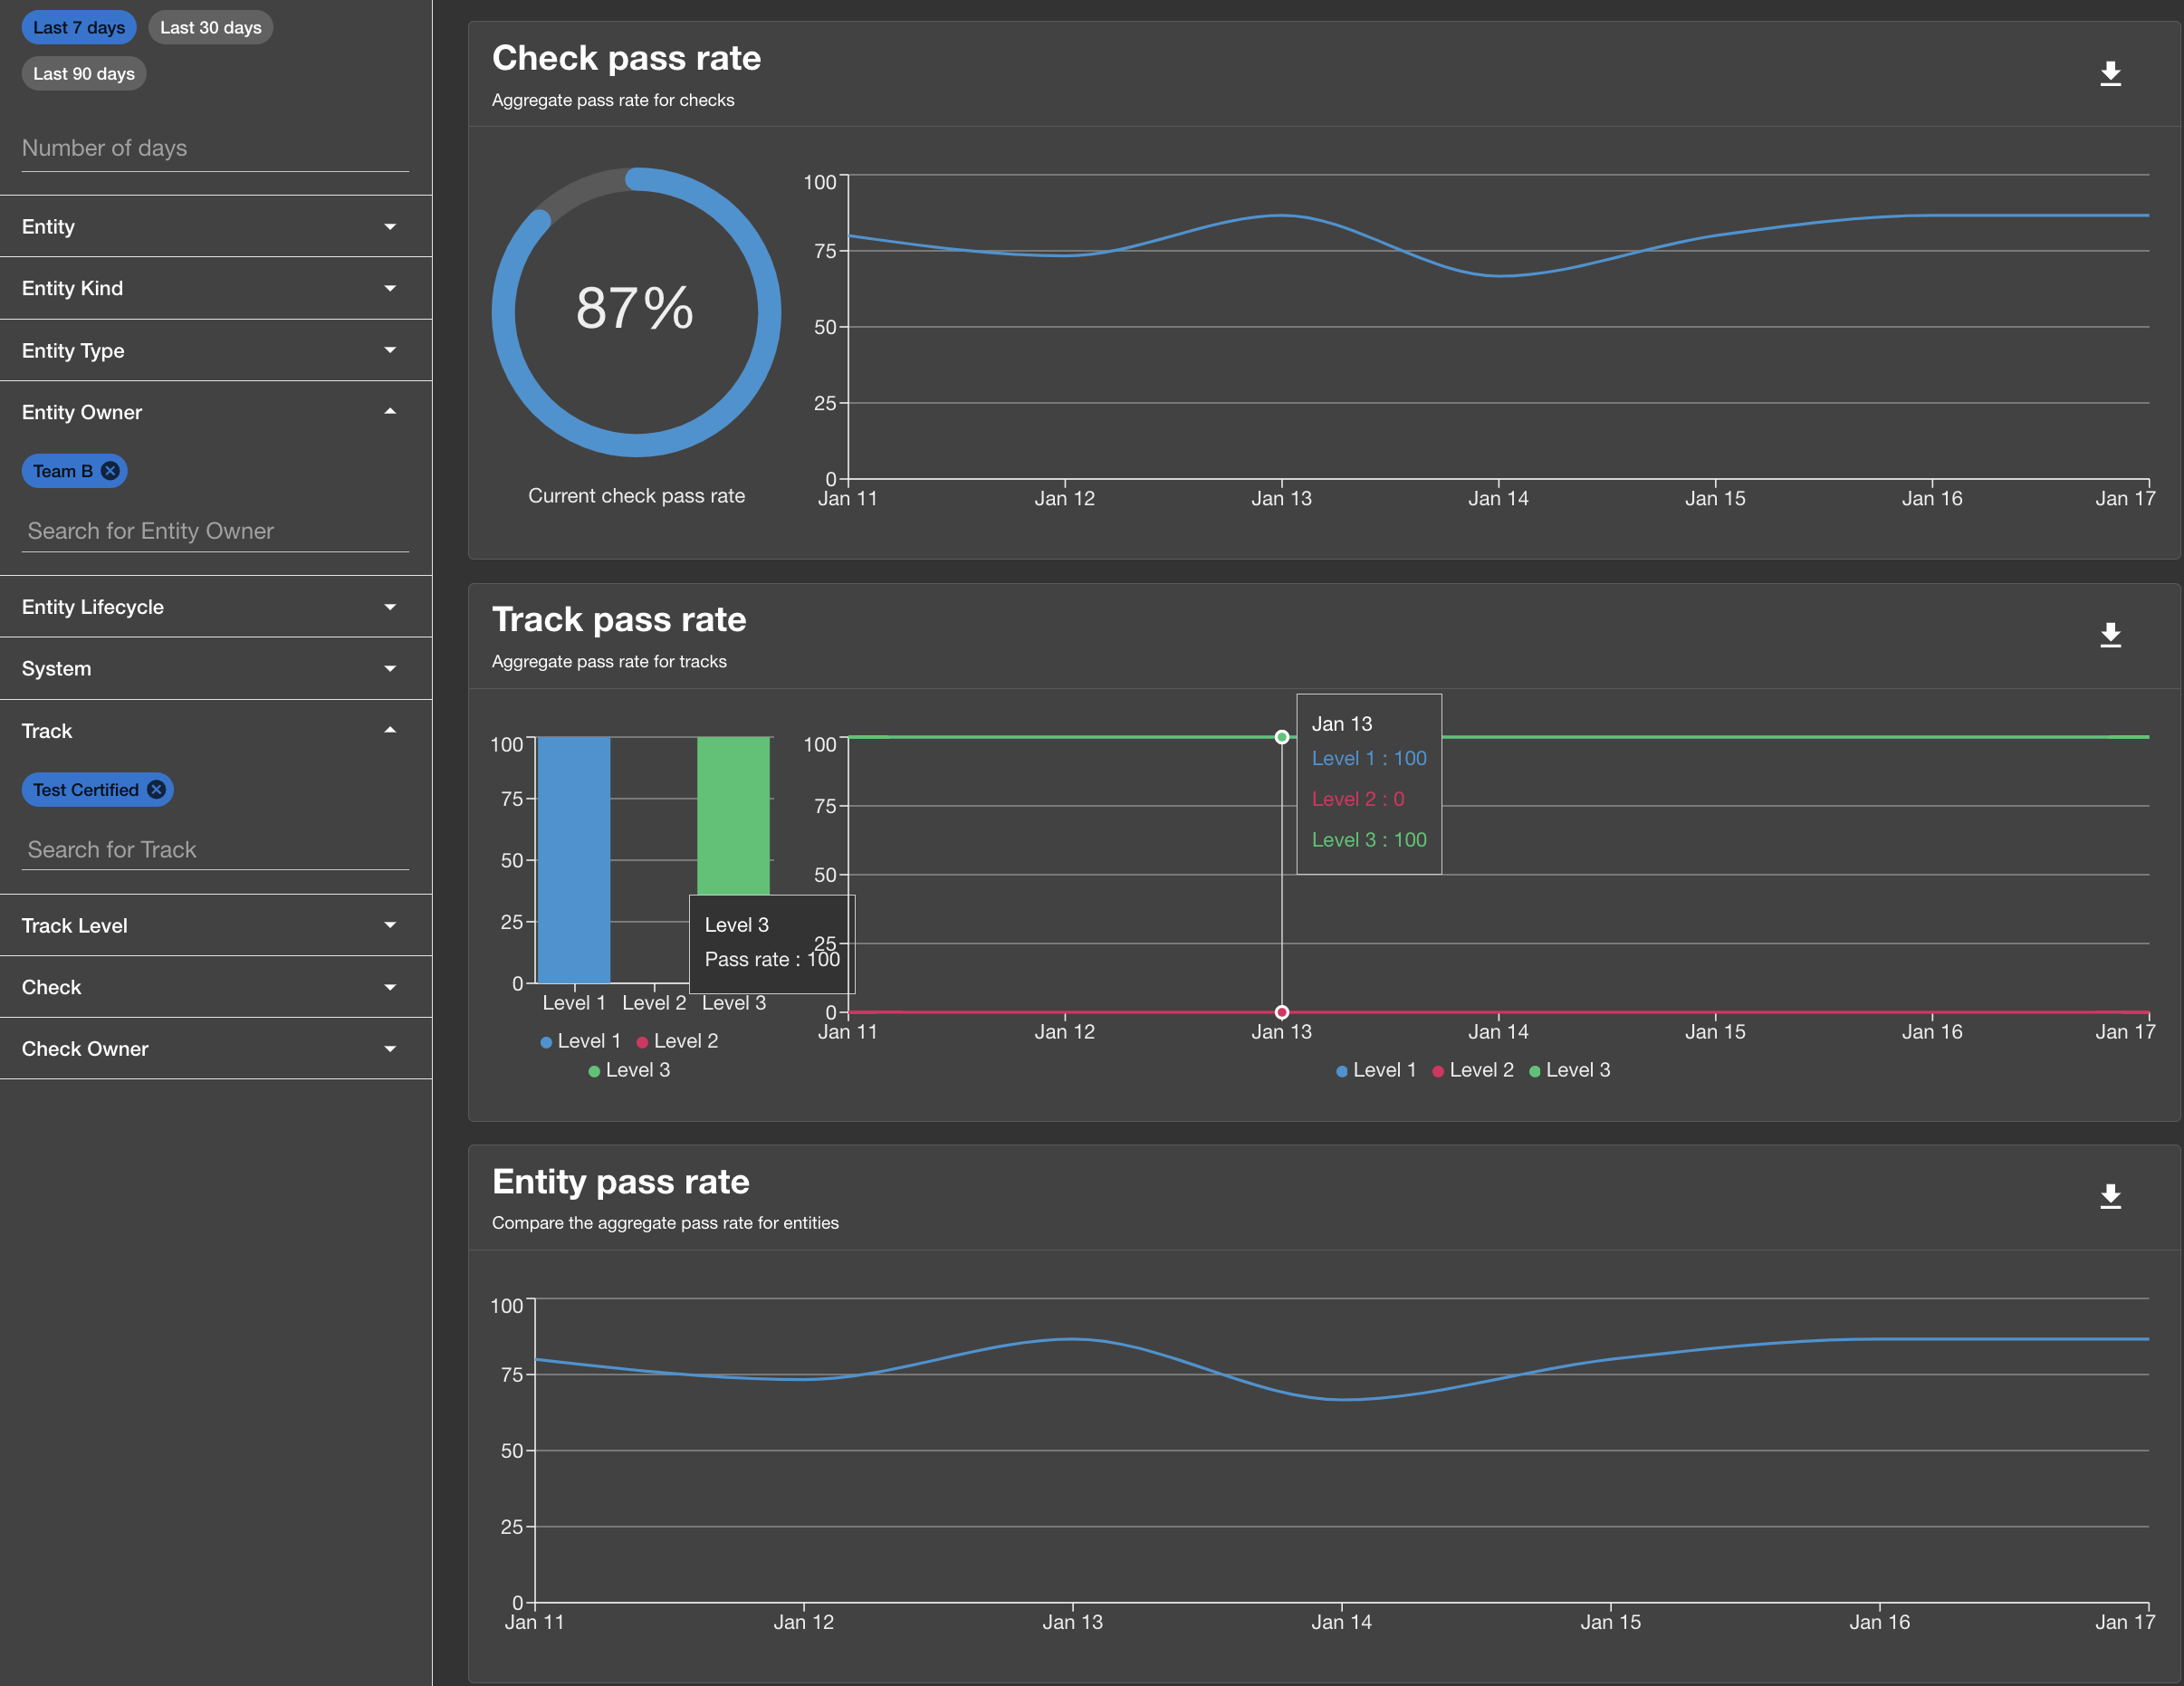 Last 7 days
Last 30 days
Last 90 days
Number of days
Entity
Entity Kind
Entity Type
Entity Owner
Team B
Search for Entity Owner
Entity Lifecycle
System
Track
Test Certified
Search for Track
Track Level
Check
Check Owner
Check pass rate
Aggregate pass rate for checks
87%
Current check pass rate
100
75
50
25
0
Jan 11
Jan 12
Jan 13
Jan 14
Jan 15
Jan 16
Jan 17
Track pass rate
Aggregate pass rate for tracks
100
75
50
25
0
Level 1
Level 2
Level 3
Level 3
Pass rate : 100
Level 1
Level 2
Level 3
100
75
50
25
0
Jan 13
Level 1 : 100
Level 2 : 0
Level 3 : 100
Jan 11
Jan 12
Jan 13
Jan 14
Jan 15
Jan 16
Jan 17
Level 1
Level 2
Level 3
Entity pass rate
Compare the aggregate pass rate for entities
100
75
50
25
0
Jan 11
Jan 12
Jan 13
Jan 14
Jan 15
Jan 16
Jan 17